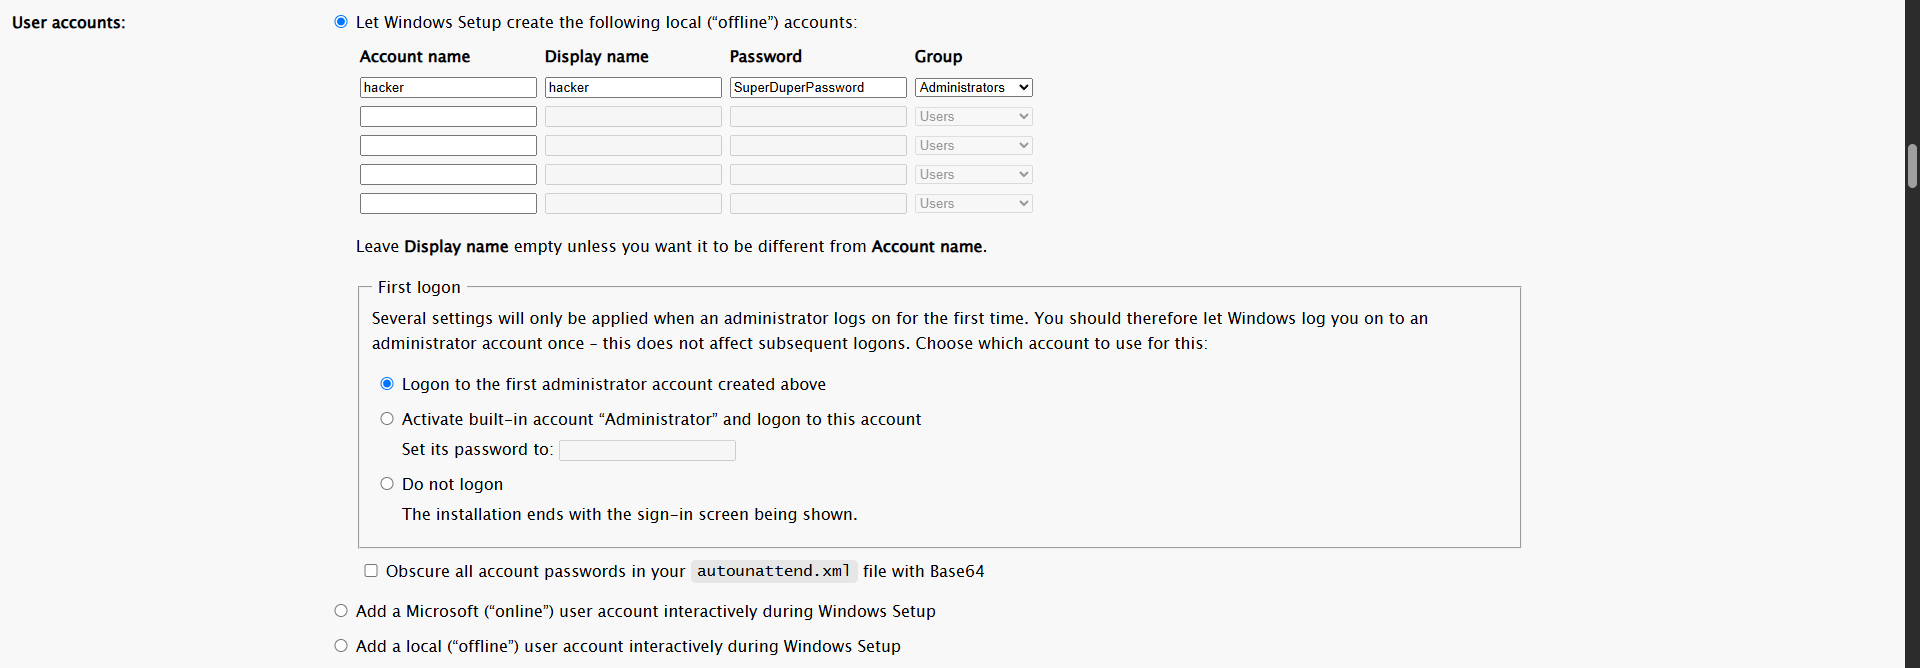 User accounts:
Let Windows Setup create the following local (“offline”) accounts:
Account name Display name Password Group
hacker hacker SuperDuperPassword Administrators
Users
Users
Users
Users
Leave Display name empty unless you want it to be different from Account name.
First logon
Several settings will only be applied when an administrator logs on for the first time. You should therefore let Windows log you on to an
administrator account once – this does not affect subsequent logons. Choose which account to use for this:
Logon to the first administrator account created above
Activate built-in account “Administrator” and logon to this account
Set its password to:
Do not logon
The installation ends with the sign-in screen being shown.
Obscure all account passwords in your autounattend.xml file with Base64
Add a Microsoft (“online”) user account interactively during Windows Setup
Add a local (“offline”) user account interactively during Windows Setup